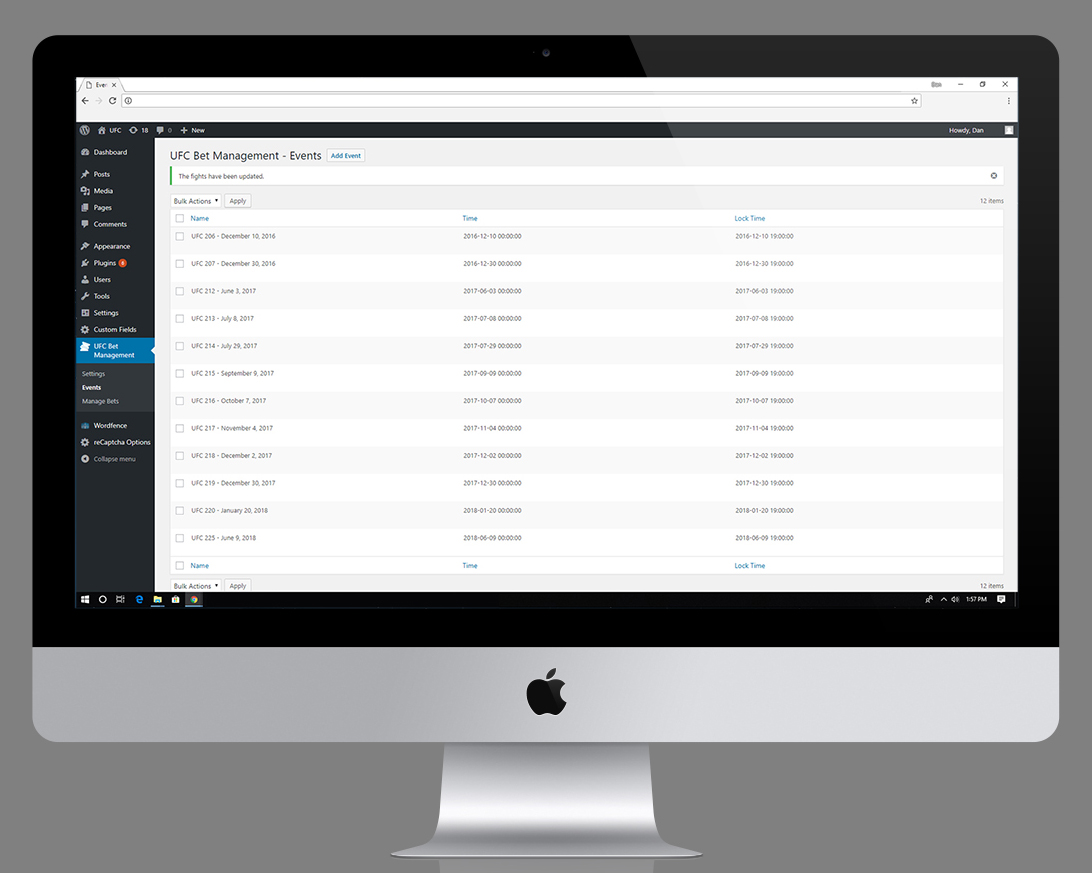 Ever
UFC 18 0 New Howdy, Dan
Dashboard
Posts
Media
Pages
Comments
Appearance
Plugins 8
Users
Tools
Settings
Custom Fields
UFC Bet
Management
Settings
Events
Manage Bets
Wordfence
reCaptcha Options
Collapse menu
UFC Bet Management - Events Add Event
The fights have been updated.
Bulk Actions Apply 12 items
Name Time Lock Time
UFC 206 - December 10, 2016 2016-12-10 00:00:00 2016-12-10 19:00:00
UFC 207 - December 30, 2016 2016-12-30 00:00:00 2016-12-30 19:00:00
UFC 212 - June 3, 2017 2017-06-03 00:00:00 2017-06-03 19:00:00
UFC 213 - July 8, 2017 2017-07-08 00:00:00 2017-07-08 19:00:00
UFC 214 - July 29, 2017 2017-07-29 00:00:00 2017-07-29 19:00:00
UFC 215 - September 9, 2017 2017-09-09 00:00:00 2017-09-09 19:00:00
UFC 216 - October 7, 2017 2017-10-07 00:00:00 2017-10-07 19:00:00
UFC 217 - November 4, 2017 2017-11-04 00:00:00 2017-11-04 19:00:00
UFC 218 - December 2, 2017 2017-12-02 00:00:00 2017-12-02 19:00:00
UFC 219 - December 30, 2017 2017-12-30 00:00:00 2017-12-30 19:00:00
UFC 220 - January 20, 2018 2018-01-20 00:00:00 2018-01-20 19:00:00
UFC 225 - June 9, 2018 2018-06-09 00:00:00 2018-06-09 19:00:00
Name Time Lock Time
Bulk Actions Apply 12 items
1:57 PM